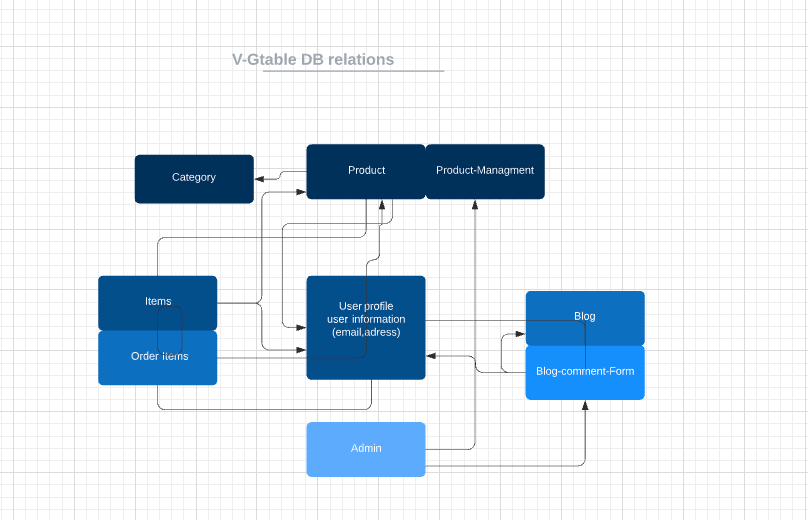 V-Gtable DB relations
Category
Product
Product-Managment
Items
Order Items
User profile
user information
(email,adress)
Blog
Blog-comment-Form
Admin